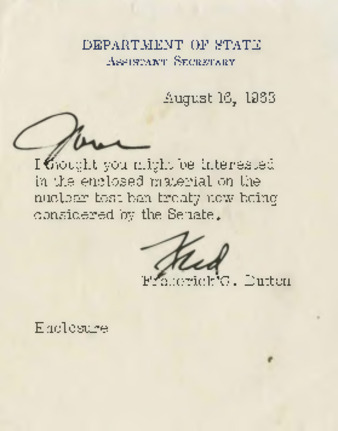 DEPARTMENT OF STATE
ASSISTANT SECRETARY
August 16, 1963
I thought you might be interested
in the enclosed material on the
nuclear test ban treaty now being
considered by the Senate.
Fred
Frederick G. Dutton
Enclosure